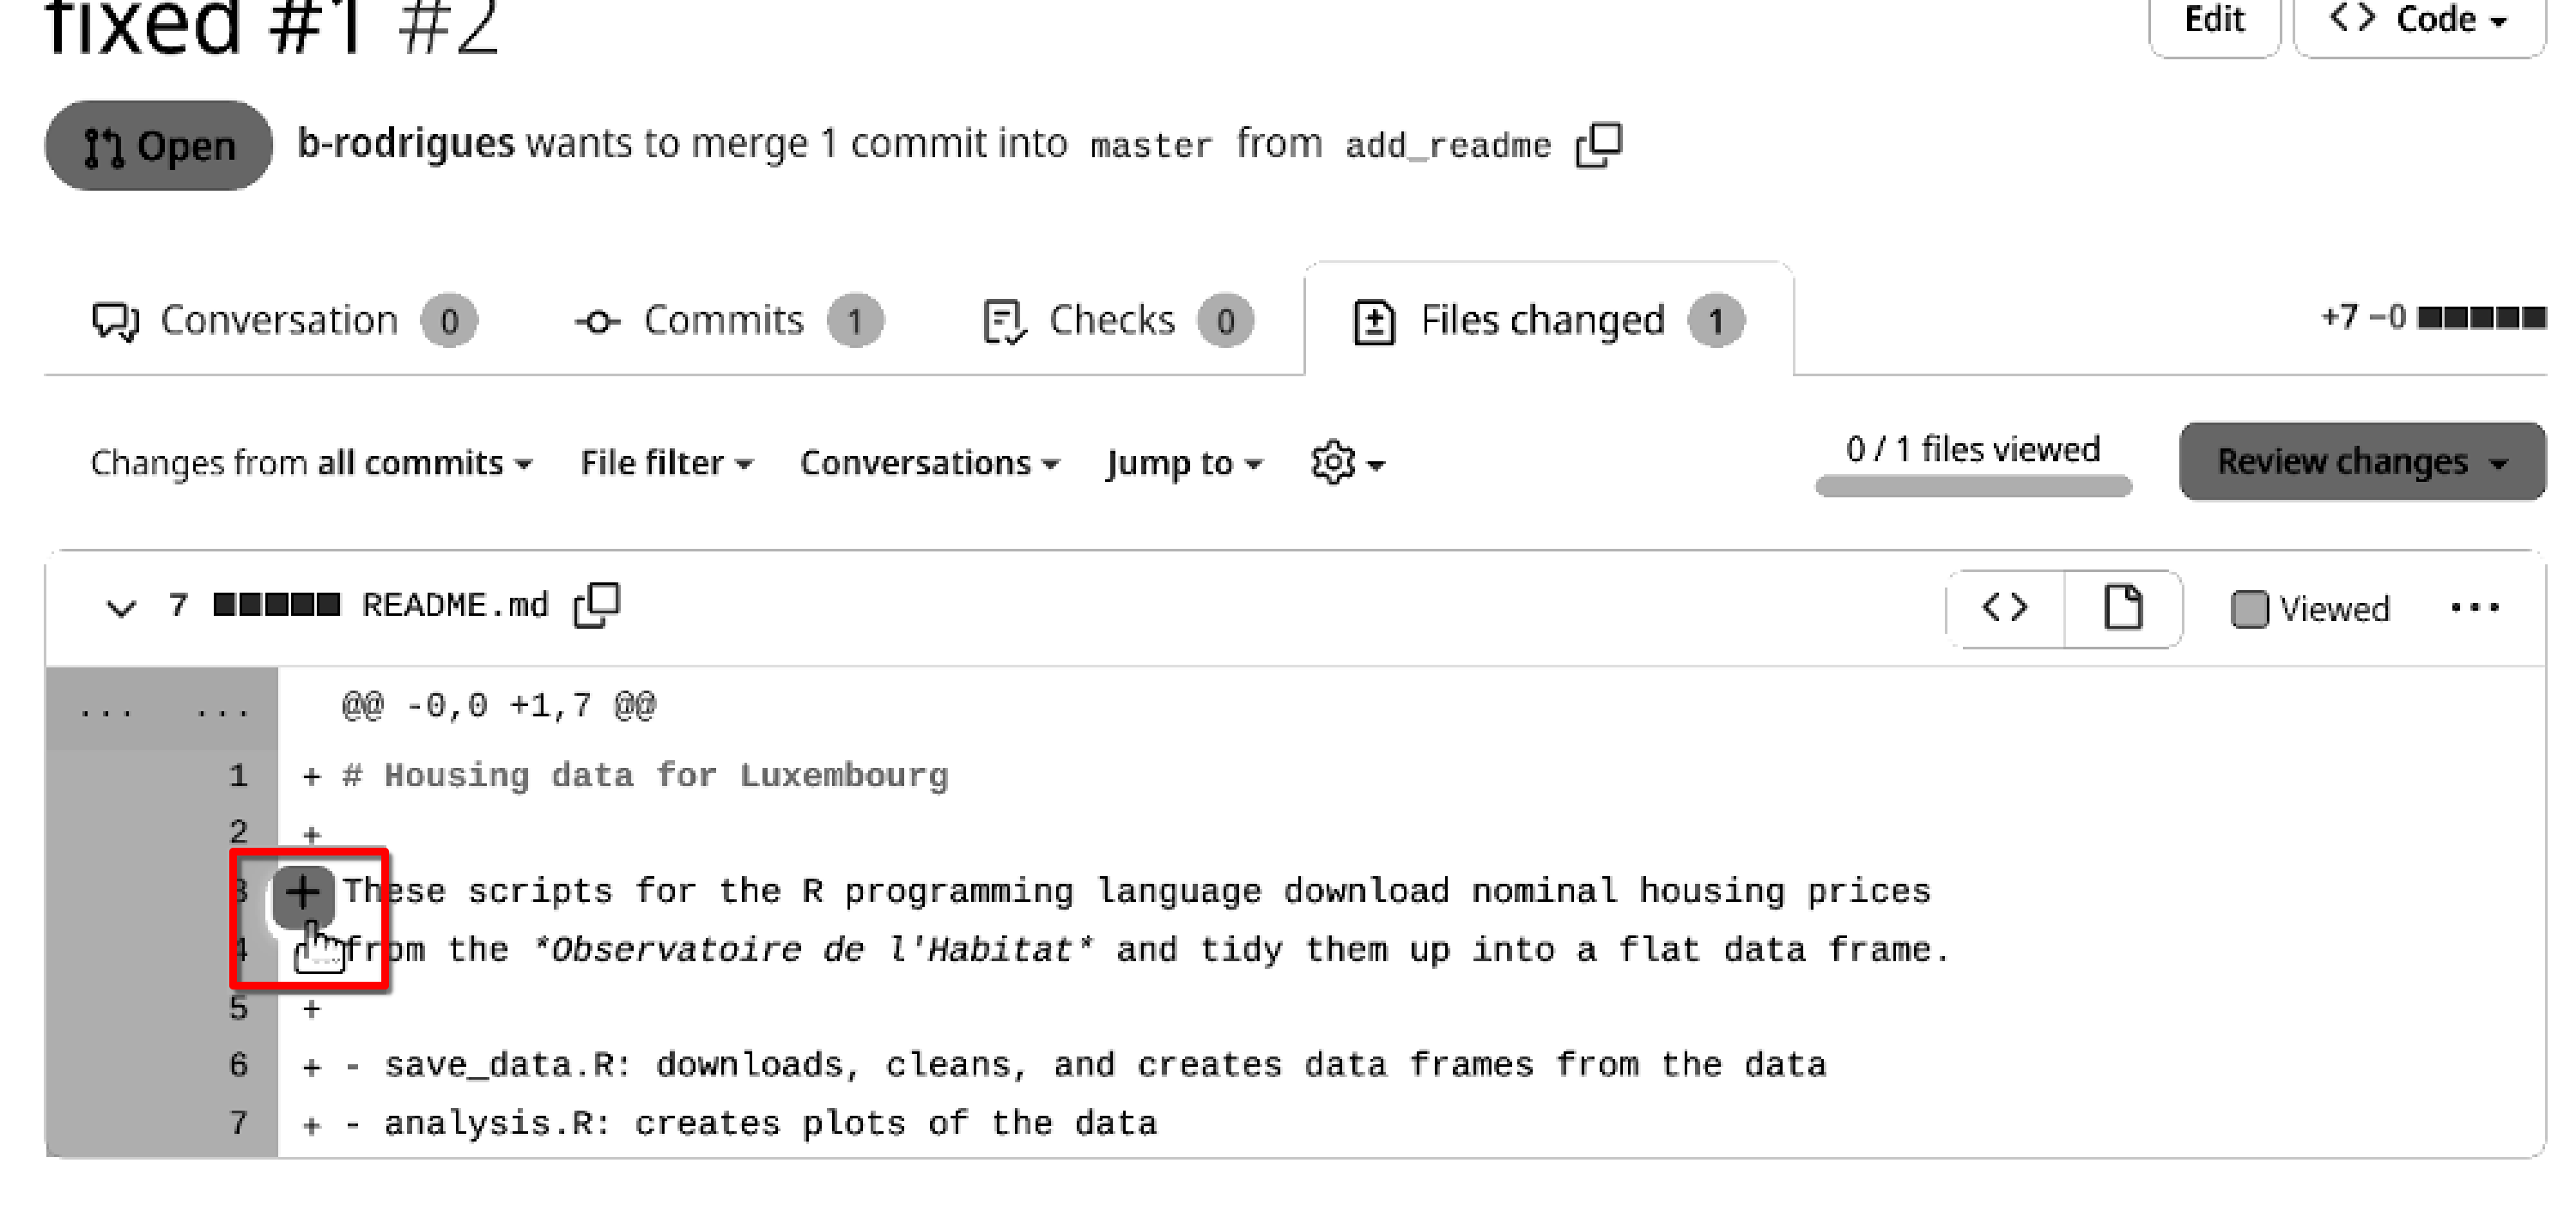 fixed #1 #2
Edit
<> Code
Open b-rodrigues wants to merge 1 commit into master from add_readme
Conversation 0 Commits 1 Checks 0 Files changed 1 +7 −0
Changes from all commits File filter Conversations Jump to 0 / 1 files viewed Review changes
7 README.md <> Viewed ...
... ... @@ -0,0 +1,7 @@
1 + # Housing data for Luxembourg
2 +
3 + These scripts for the R programming language download nominal housing prices
4 from the *Observatoire de l'Habitat* and tidy them up into a flat data frame.
5 +
6 + - save_data.R: downloads, cleans, and creates data frames from the data
7 + - analysis.R: creates plots of the data